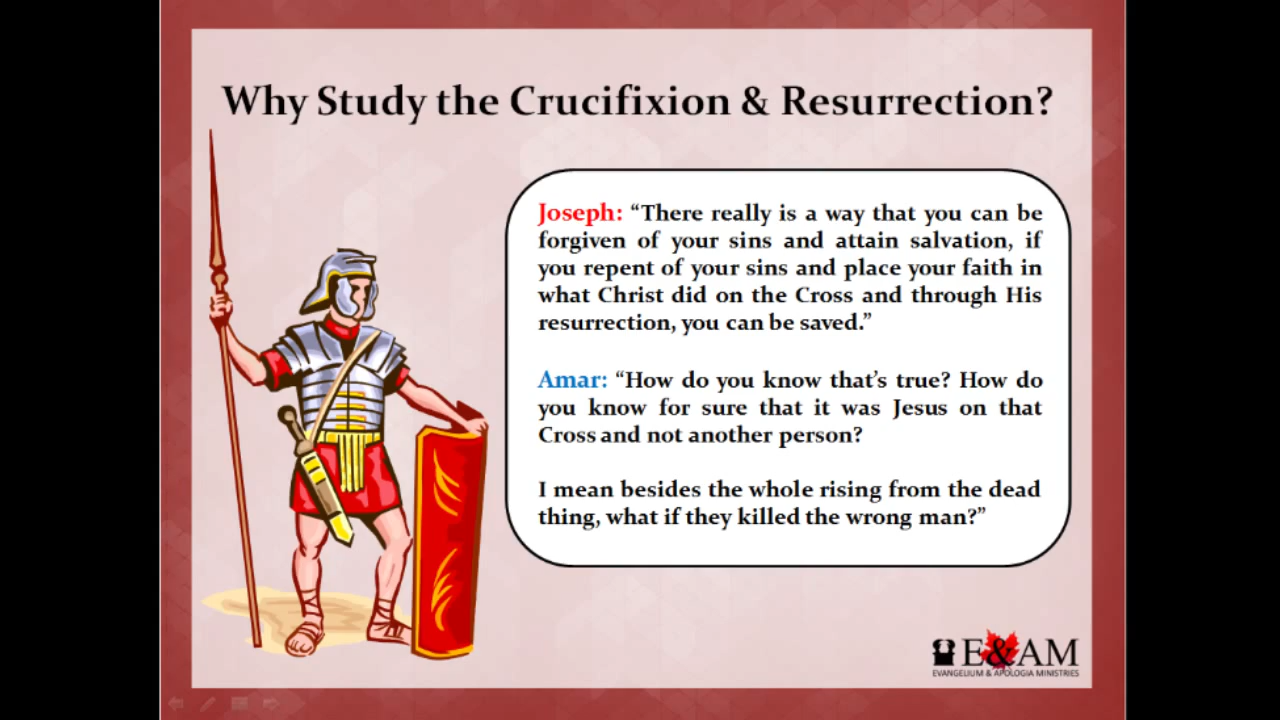 Why Study the Crucifixion & Resurrection?
Joseph: “There really is a way that you can be
forgiven of your sins and attain salvation, if
you repent of your sins and place your faith in
what Christ did on the Cross and through His
resurrection, you can be saved.”
Amar: “How do you know that’s true? How do
you know for sure that it was Jesus on that
Cross and not another person?
I mean besides the whole rising from the dead
thing, what if they killed the wrong man?”
E&AM
EVANGELIUM & APOLOGIA MINISTRIES